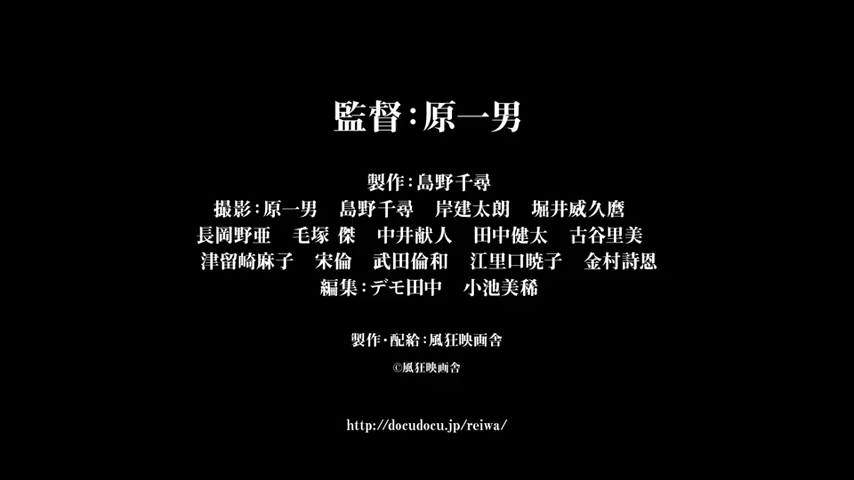 監督：原一男
製作：島野千尋
撮影：原一男　島野千尋　岸建太朗　堀井威久麿
長岡野亜　毛塚 傑　中井献人　田中健太　古谷里美
津留崎麻子　宋倫　武田倫和　江里口暁子　金村詩恩
編集：デモ田中　小池美稀
製作・配給：風狂映画舎
©風狂映画舎
http://docudocu.jp/reiwa/